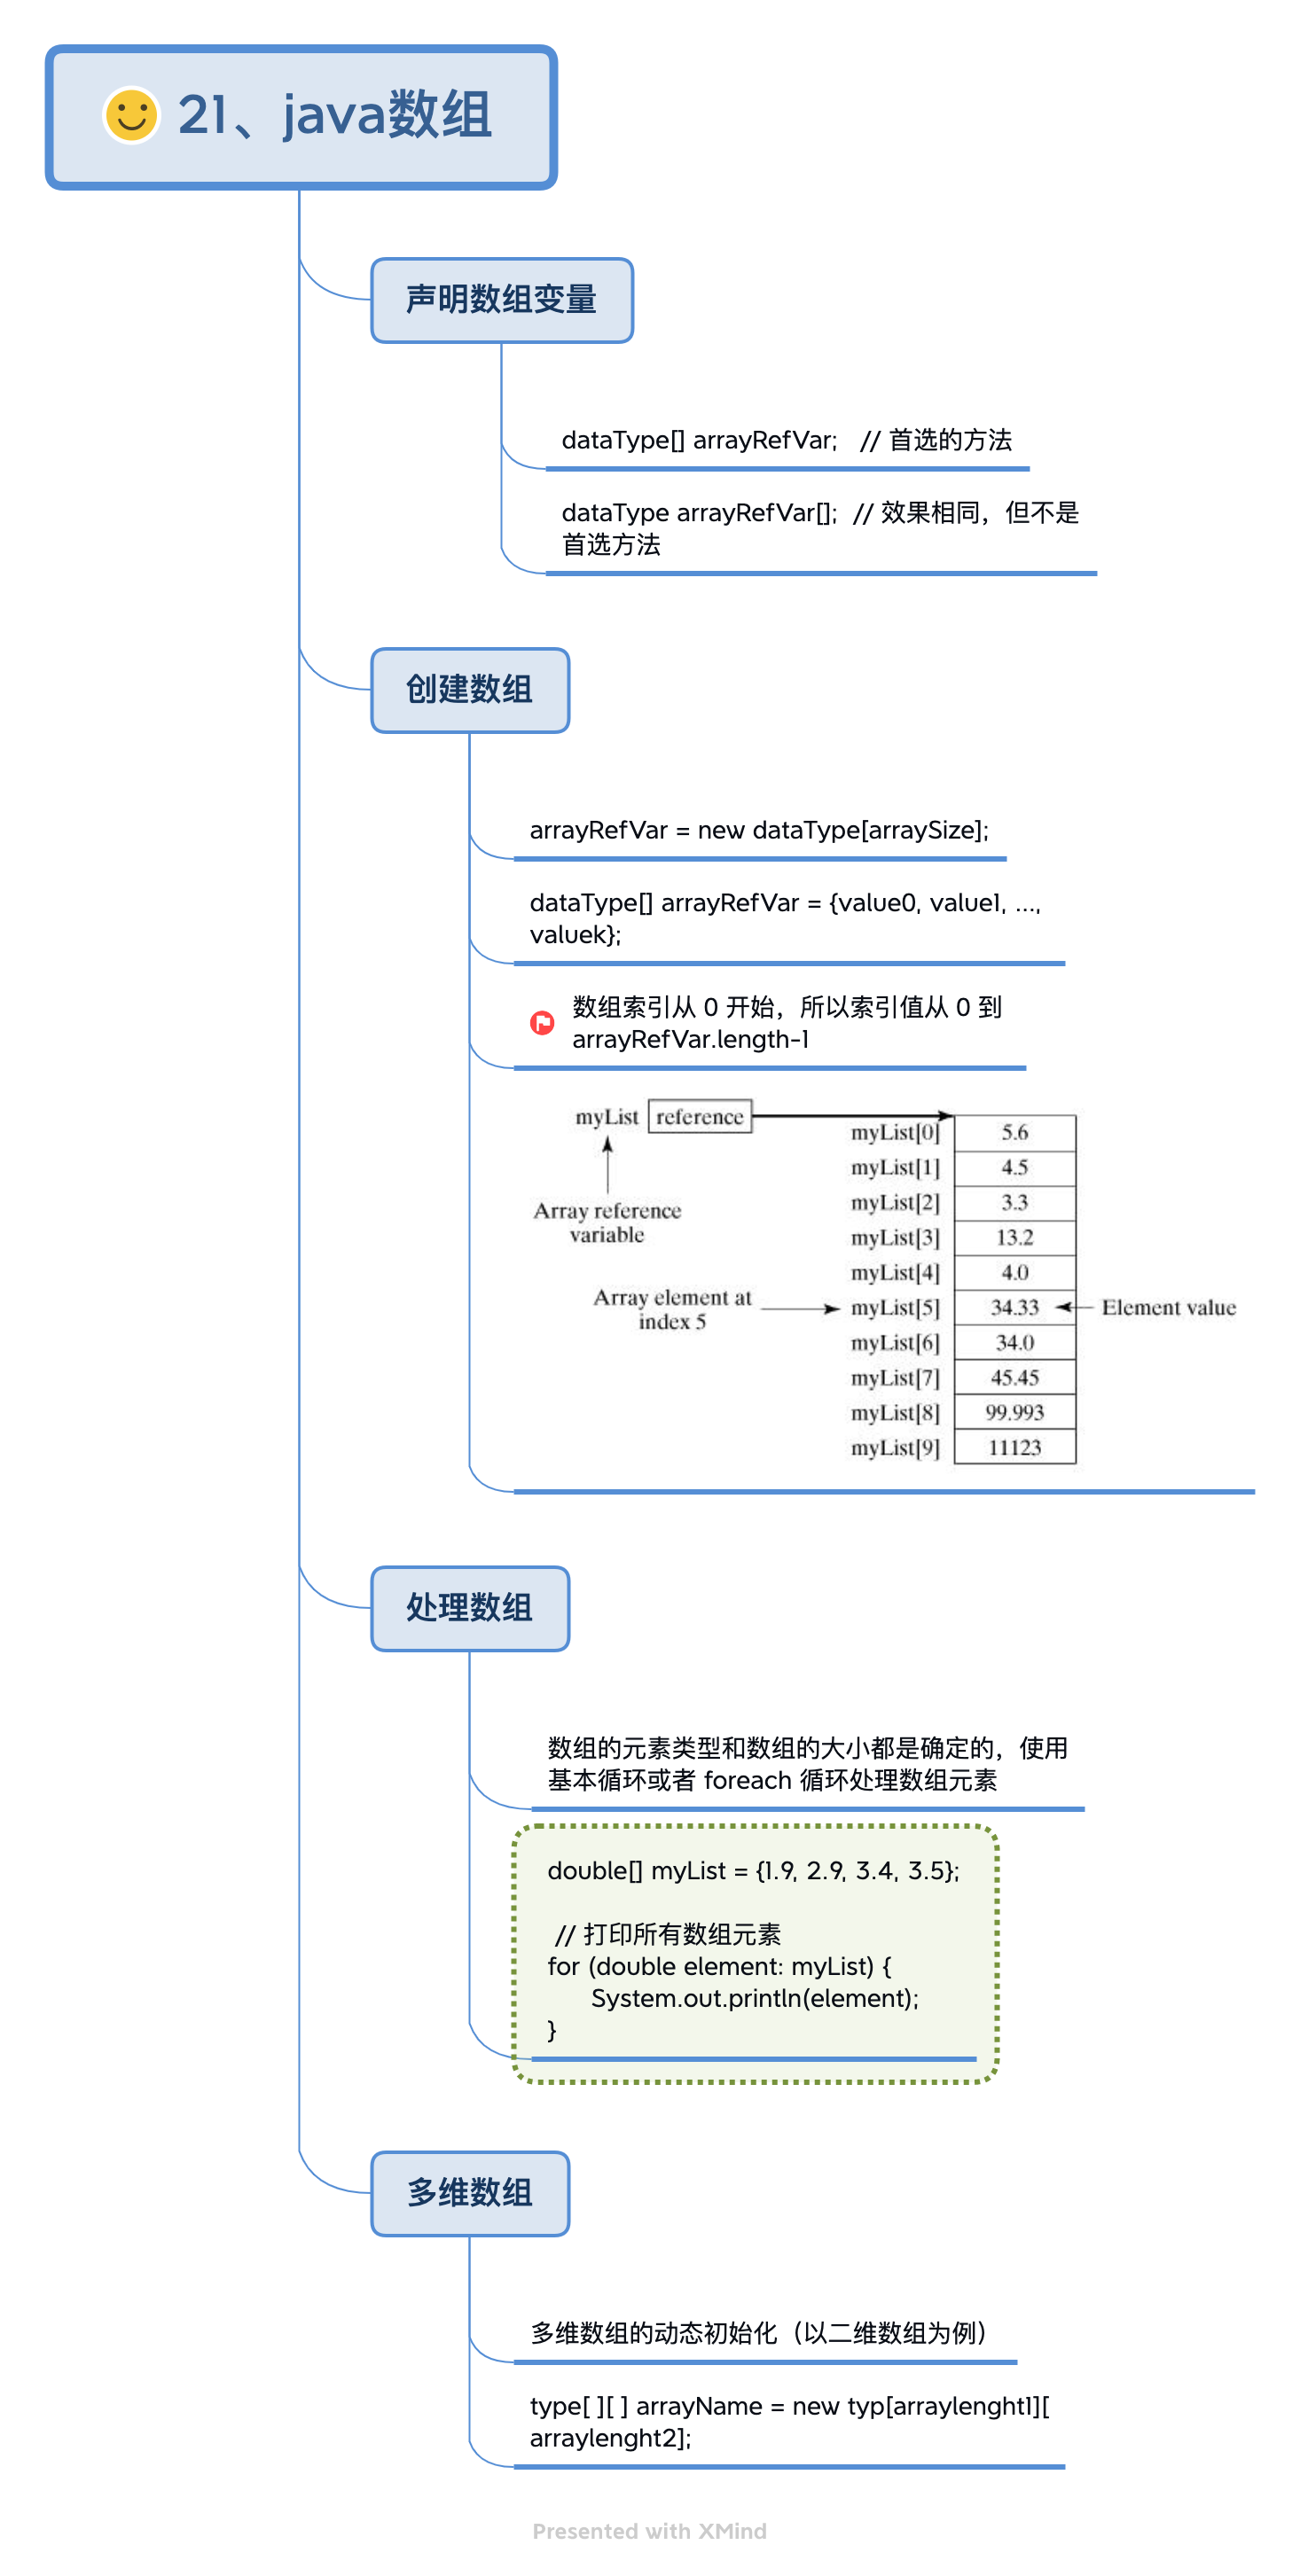 21、java数组
声明数组变量
dataType[] arrayRefVar;   // 首选的方法
dataType arrayRefVar[];  // 效果相同，但不是
首选方法
创建数组
arrayRefVar = new dataType[arraySize];
dataType[] arrayRefVar = {value0, value1, ...,
valuek};
数组索引从 0 开始，所以索引值从 0 到
arrayRefVar.length-1
myList reference
myList[0] 5.6
myList[1] 4.5
Array reference
variable
myList[2] 3.3
myList[3] 13.2
myList[4] 4.0
Array element at
index 5
myList[5] 34.33 Element value
myList[6] 34.0
myList[7] 45.45
myList[8] 99.993
myList[9] 11123
处理数组
数组的元素类型和数组的大小都是确定的，使用
基本循环或者 foreach 循环处理数组元素
double[] myList = {1.9, 2.9, 3.4, 3.5};
// 打印所有数组元素
for (double element: myList) {
System.out.println(element);
}
多维数组
多维数组的动态初始化（以二维数组为例）
type[ ][ ] arrayName = new typ[arraylenght1][
arraylenght2];
Presented with XMind